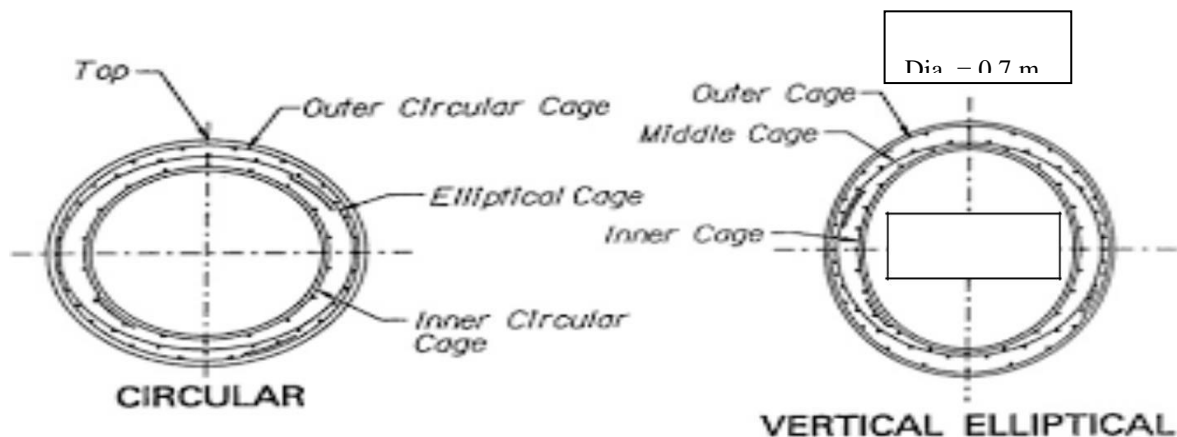 Top
Outer Circular Cage
Elliptical Cage
Inner Circular
Cage
CIRCULAR
Dia. = 0.7 m
Outer Cage
Middle Cage
Inner Cage
VERTICAL ELLIPTICAL